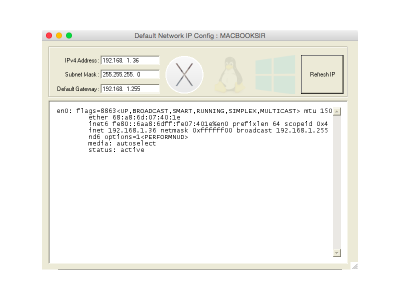 Default Network IP Config : MACBOOKSIR
IPv4 Address : 192.168. 1. 36
Subnet Mask : 255.255.255. 0
Default Gateway : 192.168. 1.255
Refresh IP
en0: flags=8863<UP,BROADCAST,SMART,RUNNING,SIMPLEX,MULTICAST> mtu 150
ether 68:a8:6d:07:40:1e
inet6 fe80::6aa8:6dff:fe07:401e%en0 prefixlen 64 scopeid 0x4
inet 192.168.1.36 netmask 0xffffff00 broadcast 192.168.1.255
nd6 options=1<PERFORMNUD>
media: autoselect
status: active